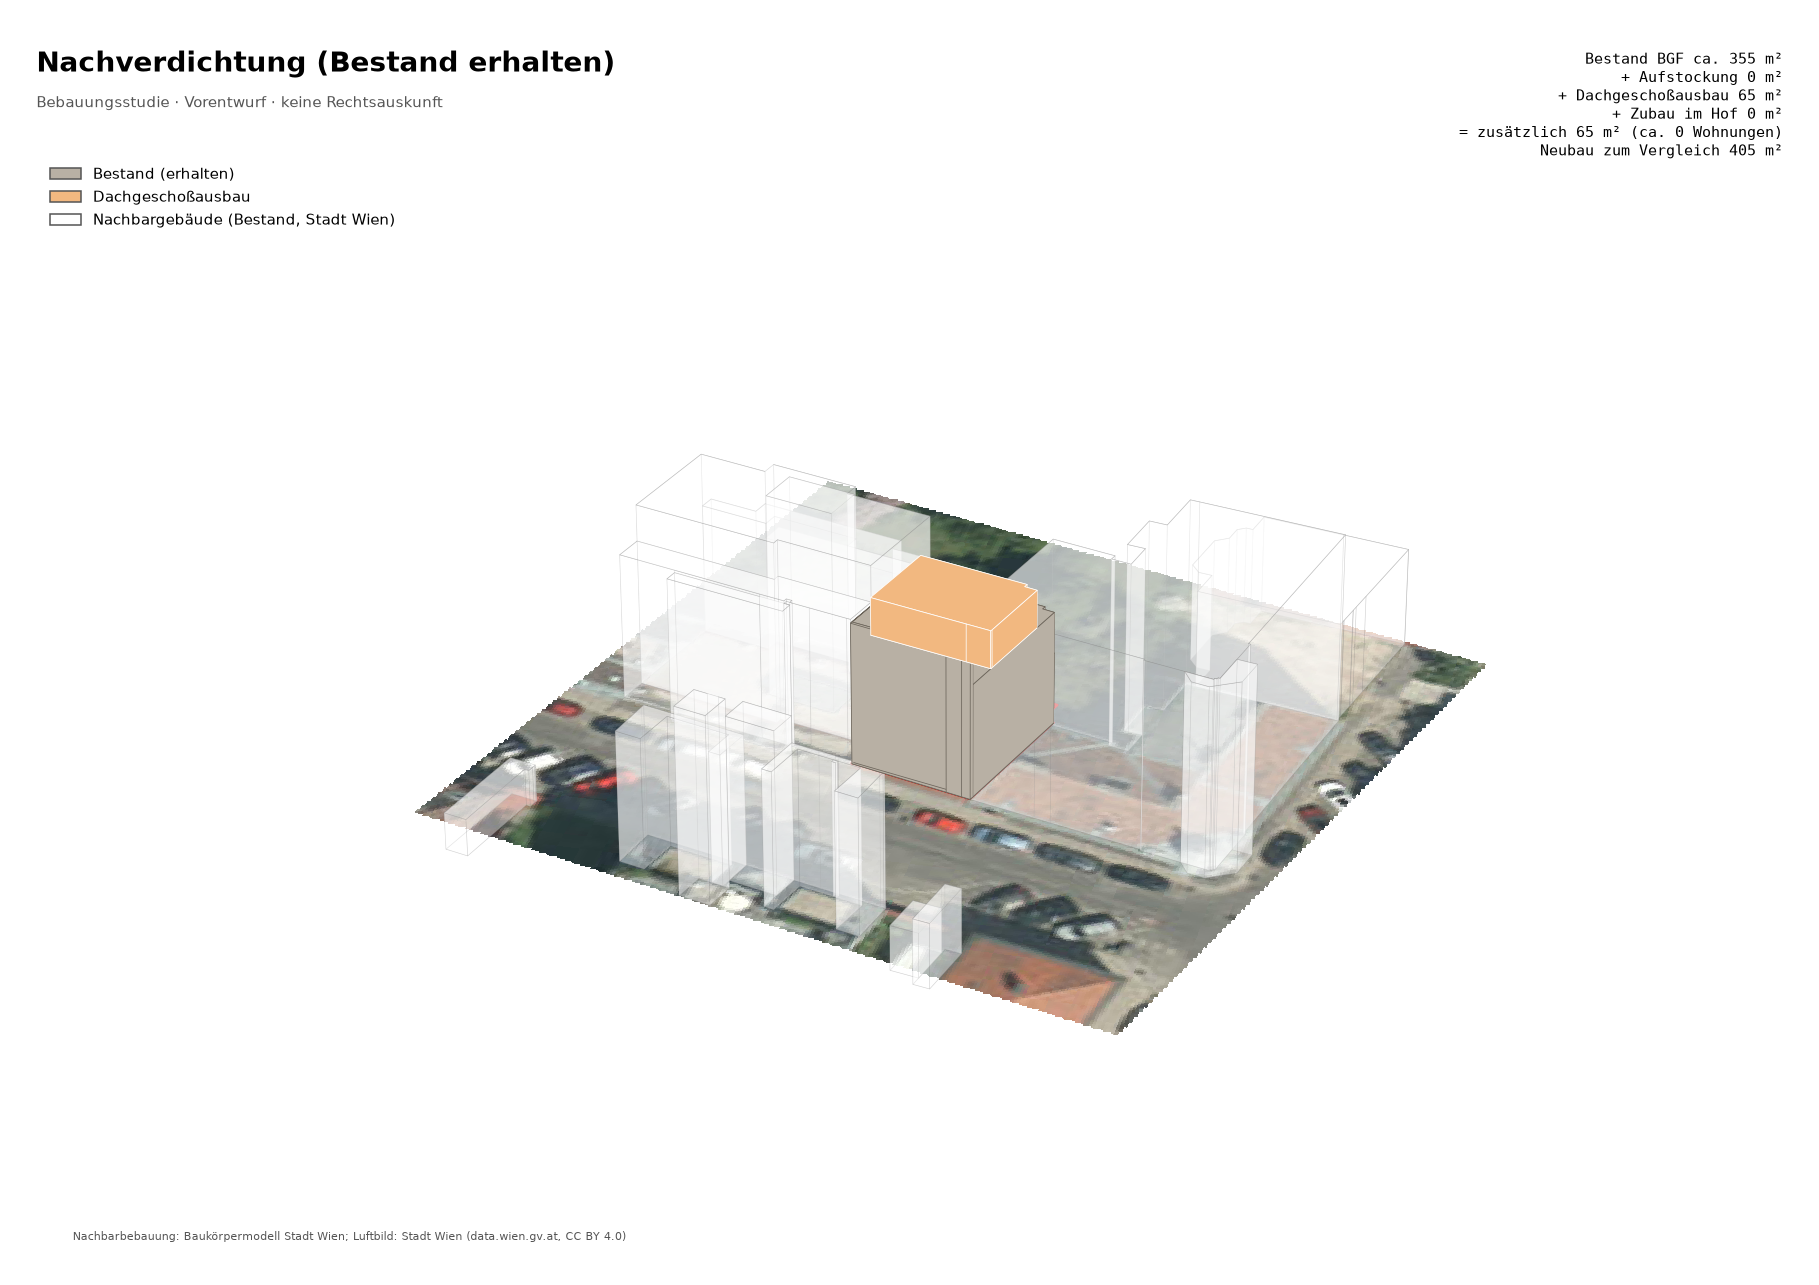 Nachverdichtung (Bestand erhalten)
Bebauungsstudie · Vorentwurf · keine Rechtsauskunft
Bestand BGF ca. 355 m²
+ Aufstockung 0 m²
+ Dachgeschoßausbau 65 m²
+ Zubau im Hof 0 m²
= zusätzlich 65 m² (ca. 0 Wohnungen)
Neubau zum Vergleich 405 m²
Bestand (erhalten)
Dachgeschoßausbau
Nachbargebäude (Bestand, Stadt Wien)
Nachbarbebauung: Baukörpermodell Stadt Wien; Luftbild: Stadt Wien (data.wien.gv.at, CC BY 4.0)